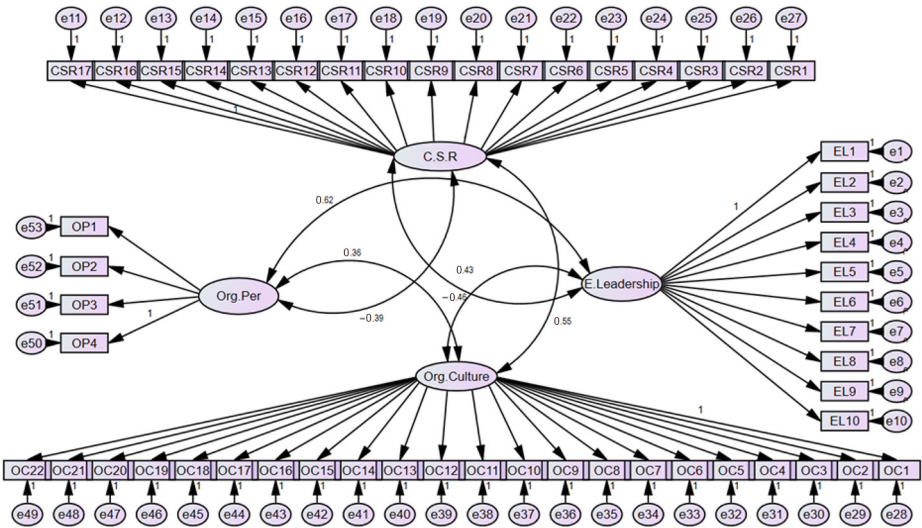 e11 e12 e13 e14 e15 e16 e17 e18 e19 e20 e21 e22 e23 e24 e25 e26 e27
1 1 1 1 1 1 1 1 1 1 1 1 1 1 1 1 1
CSR17 CSR16 CSR15 CSR14 CSR13 CSR12 CSR11 CSR10 CSR9 CSR8 CSR7 CSR6 CSR5 CSR4 CSR3 CSR2 CSR1
1
C.S.R
EL1 1 e1
EL2 1 e2
1
EL3 1 e3
EL4 1 e4
EL5 1 e5
EL6 1 e6
EL7 1 e7
EL8 1 e8
EL9 1 e9
EL10 1 e10
0.62
e53 1 OP1
e52 1 OP2
e51 1 OP3
e50 1 OP4
1
Org.Per
0.36
0.43
E.Leadership
−0.46
−0.39
0.55
Org.Culture
1
OC22 OC21 OC20 OC19 OC18 OC17 OC16 OC15 OC14 OC13 OC12 OC11 OC10 OC9 OC8 OC7 OC6 OC5 OC4 OC3 OC2 OC1
1 1 1 1 1 1 1 1 1 1 1 1 1 1 1 1 1 1 1 1 1 1
e49 e48 e47 e46 e45 e44 e43 e42 e41 e40 e39 e38 e37 e36 e35 e34 e33 e32 e31 e30 e29 e28